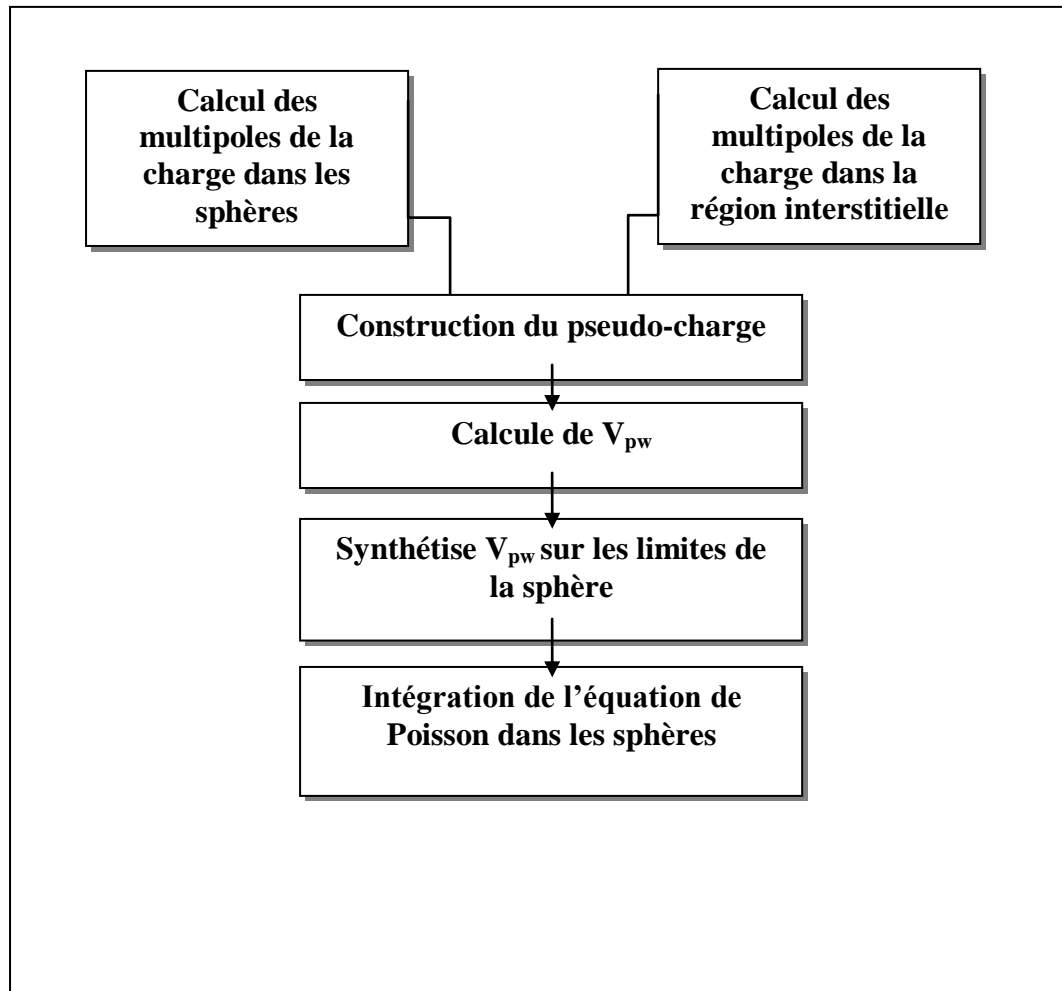 Calcul des
multipoles de la
charge dans les
sphères
Calcul des
multipoles de la
charge dans la
région interstitielle
Construction du pseudo-charge
Calcule de Vpw
Synthétise Vpw sur les limites de
la sphère
Intégration de l’équation de
Poisson dans les sphères